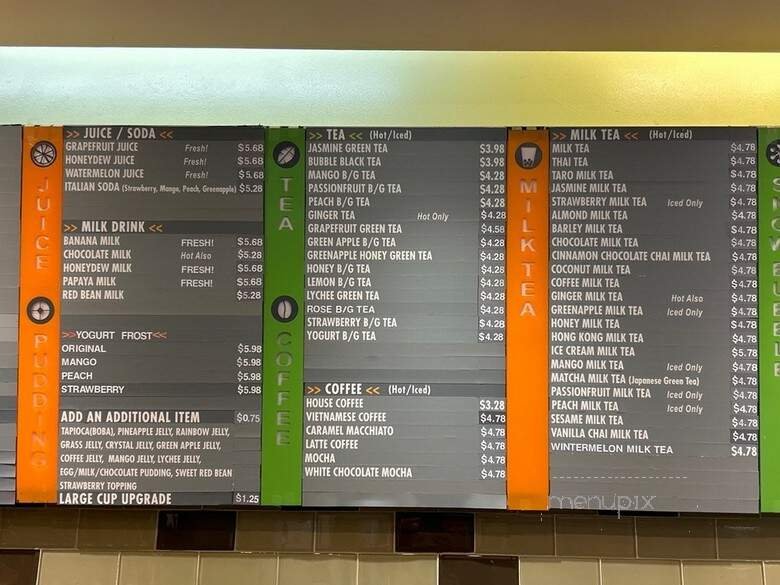 JUICE
PUDDING
>> JUICE / SODA <<
GRAPEFRUIT JUICE Fresh! $5.68
HONEYDEW JUICE Fresh! $5.68
WATERMELON JUICE Fresh! $5.68
ITALIAN SODA (Strawberry, Mango, Peach, Greenapple) $5.28
>> MILK DRINK <<
BANANA MILK FRESH! $5.68
CHOCOLATE MILK Hot Also $5.28
HONEYDEW MILK FRESH! $5.68
PAPAYA MILK FRESH! $5.68
RED BEAN MILK $5.28
>>YOGURT FROST<<
ORIGINAL $5.98
MANGO $5.98
PEACH $5.98
STRAWBERRY $5.98
ADD AN ADDITIONAL ITEM $0.75
TAPIOCA(BOBA), PINEAPPLE JELLY, RAINBOW JELLY,
GRASS JELLY, CRYSTAL JELLY, GREEN APPLE JELLY,
COFFEE JELLY, MANGO JELLY, LYCHEE JELLY,
EGG/MILK/CHOCOLATE PUDDING, SWEET RED BEAN
STRAWBERRY TOPPING
LARGE CUP UPGRADE $1.25
TEA
COFFEE
>> TEA << (Hot/Iced)
JASMINE GREEN TEA $3.98
BUBBLE BLACK TEA $3.98
MANGO B/G TEA $4.28
PASSIONFRUIT B/G TEA $4.28
PEACH B/G TEA $4.28
GINGER TEA Hot Only $4.28
GRAPEFRUIT GREEN TEA $4.58
GREEN APPLE B/G TEA $4.28
GREENAPPLE HONEY GREEN TEA $4.28
HONEY B/G TEA $4.28
LEMON B/G TEA $4.28
LYCHEE GREEN TEA $4.28
ROSE B/G TEA $4.28
STRAWBERRY B/G TEA $4.28
YOGURT B/G TEA $4.28
>> COFFEE << (Hot/Iced)
HOUSE COFFEE $3.28
VIETNAMESE COFFEE $4.78
CARAMEL MACCHIATO $4.78
LATTE COFFEE $4.78
MOCHA $4.78
WHITE CHOCOLATE MOCHA $4.78
MILK TEA
>> MILK TEA << (Hot/Iced)
MILK TEA $4.78
THAI TEA $4.78
TARO MILK TEA $4.78
JASMINE MILK TEA $4.78
STRAWBERRY MILK TEA Iced Only $4.78
ALMOND MILK TEA $4.78
BARLEY MILK TEA $4.78
CHOCOLATE MILK TEA $4.78
CINNAMON CHOCOLATE CHAI MILK TEA $4.78
COCONUT MILK TEA $4.78
COFFEE MILK TEA $4.78
GINGER MILK TEA Hot Also $4.78
GREENAPPLE MILK TEA Iced Only $4.78
HONEY MILK TEA $4.78
HONG KONG MILK TEA $4.78
ICE CREAM MILK TEA $5.78
MANGO MILK TEA Iced Only $4.78
MATCHA MILK TEA (Japanese Green Tea) $4.78
PASSIONFRUIT MILK TEA Iced Only $4.78
PEACH MILK TEA Iced Only $4.78
SESAME MILK TEA $4.78
VANILLA CHAI MILK TEA $4.78
WINTERMELON MILK TEA $4.78
menupix